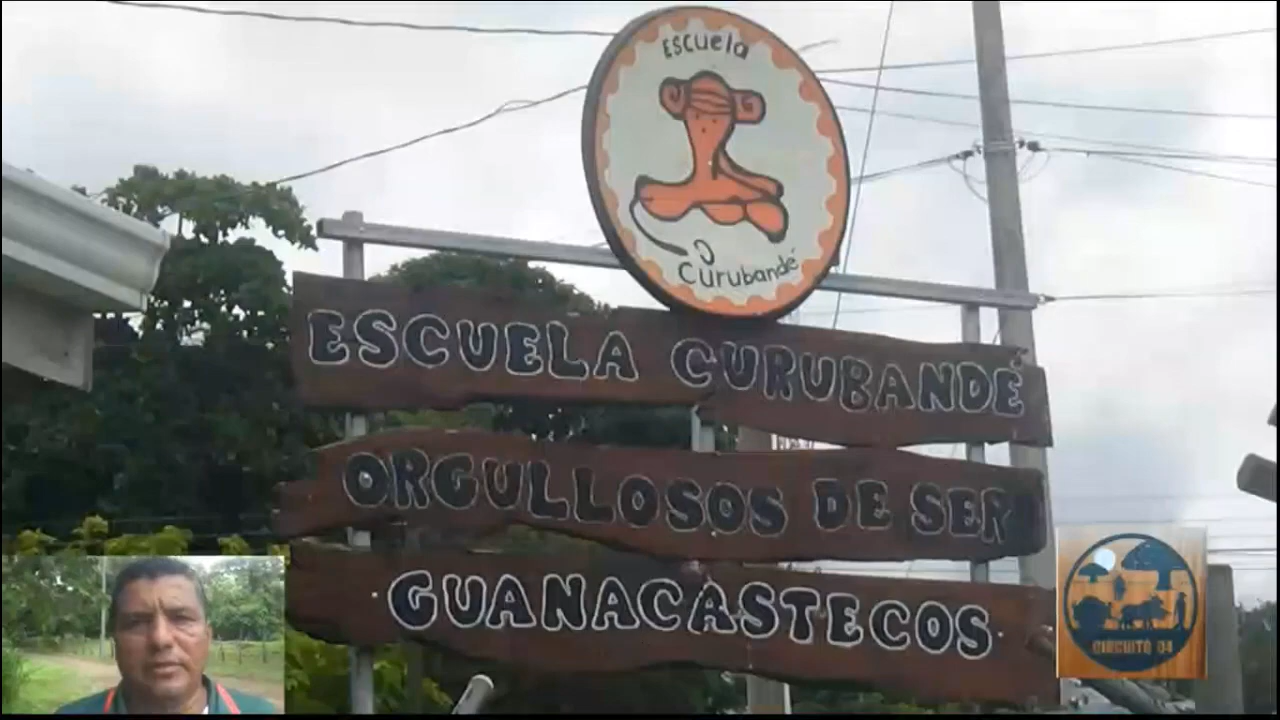 Escuela
Curubandé
ESCUELA CURUBANDÉ
ORGULLOSOS DE SER
GUANACASTECOS
CIRCUITO 04